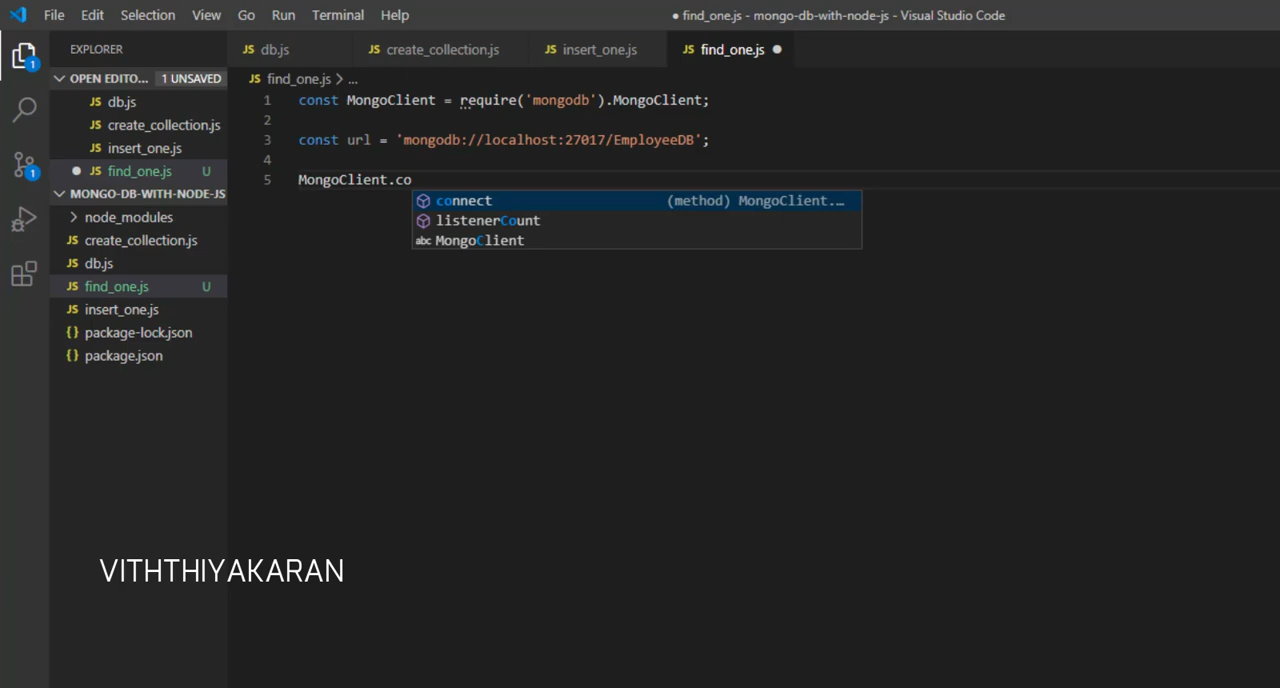 File Edit Selection View Go Run Terminal Help
● find_one.js - mongo-db-with-node-js - Visual Studio Code
EXPLORER
JS db.js
JS create_collection.js
JS insert_one.js
JS find_one.js ●
OPEN EDITO... 1 UNSAVED
JS db.js
JS create_collection.js
JS insert_one.js
● JS find_one.js U
MONGO-DB-WITH-NODE-JS
node_modules
JS create_collection.js
JS db.js
JS find_one.js U
JS insert_one.js
{} package-lock.json
{} package.json
1
1
JS find_one.js > ...
1 const MongoClient = require('mongodb').MongoClient;
2
3 const url = 'mongodb://localhost:27017/EmployeeDB';
4
5 MongoClient.co
connect (method) MongoClient.…
listenerCount
abc MongoClient
VITHTHIYAKARAN